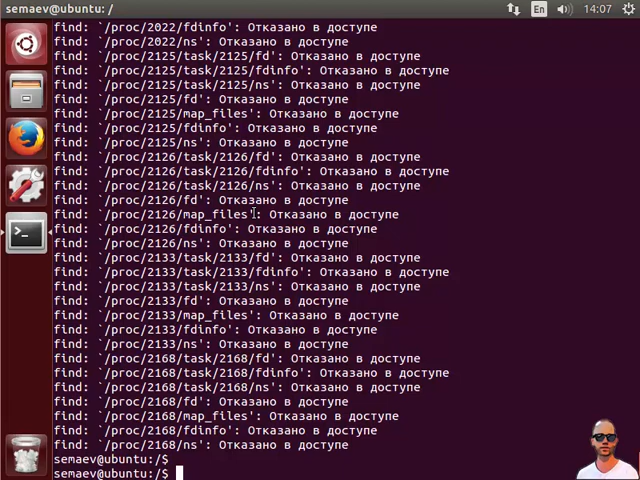 semaev@ubuntu: /
En
14:07
find: `/proc/2022/fdinfo': Отказано в доступе
find: `/proc/2022/ns': Отказано в доступе
find: `/proc/2125/task/2125/fd': Отказано в доступе
find: `/proc/2125/task/2125/fdinfo': Отказано в доступе
find: `/proc/2125/task/2125/ns': Отказано в доступе
find: `/proc/2125/fd': Отказано в доступе
find: `/proc/2125/map_files': Отказано в доступе
find: `/proc/2125/fdinfo': Отказано в доступе
find: `/proc/2125/ns': Отказано в доступе
find: `/proc/2126/task/2126/fd': Отказано в доступе
find: `/proc/2126/task/2126/fdinfo': Отказано в доступе
find: `/proc/2126/task/2126/ns': Отказано в доступе
find: `/proc/2126/fd': Отказано в доступе
find: `/proc/2126/map_files': Отказано в доступе
find: `/proc/2126/fdinfo': Отказано в доступе
find: `/proc/2126/ns': Отказано в доступе
find: `/proc/2133/task/2133/fd': Отказано в доступе
find: `/proc/2133/task/2133/fdinfo': Отказано в доступе
find: `/proc/2133/task/2133/ns': Отказано в доступе
find: `/proc/2133/fd': Отказано в доступе
find: `/proc/2133/map_files': Отказано в доступе
find: `/proc/2133/fdinfo': Отказано в доступе
find: `/proc/2133/ns': Отказано в доступе
find: `/proc/2168/task/2168/fd': Отказано в доступе
find: `/proc/2168/task/2168/fdinfo': Отказано в доступе
find: `/proc/2168/task/2168/ns': Отказано в доступе
find: `/proc/2168/fd': Отказано в доступе
find: `/proc/2168/map_files': Отказано в доступе
find: `/proc/2168/fdinfo': Отказано в доступе
find: `/proc/2168/ns': Отказано в доступе
semaev@ubuntu:/$
semaev@ubuntu:/$